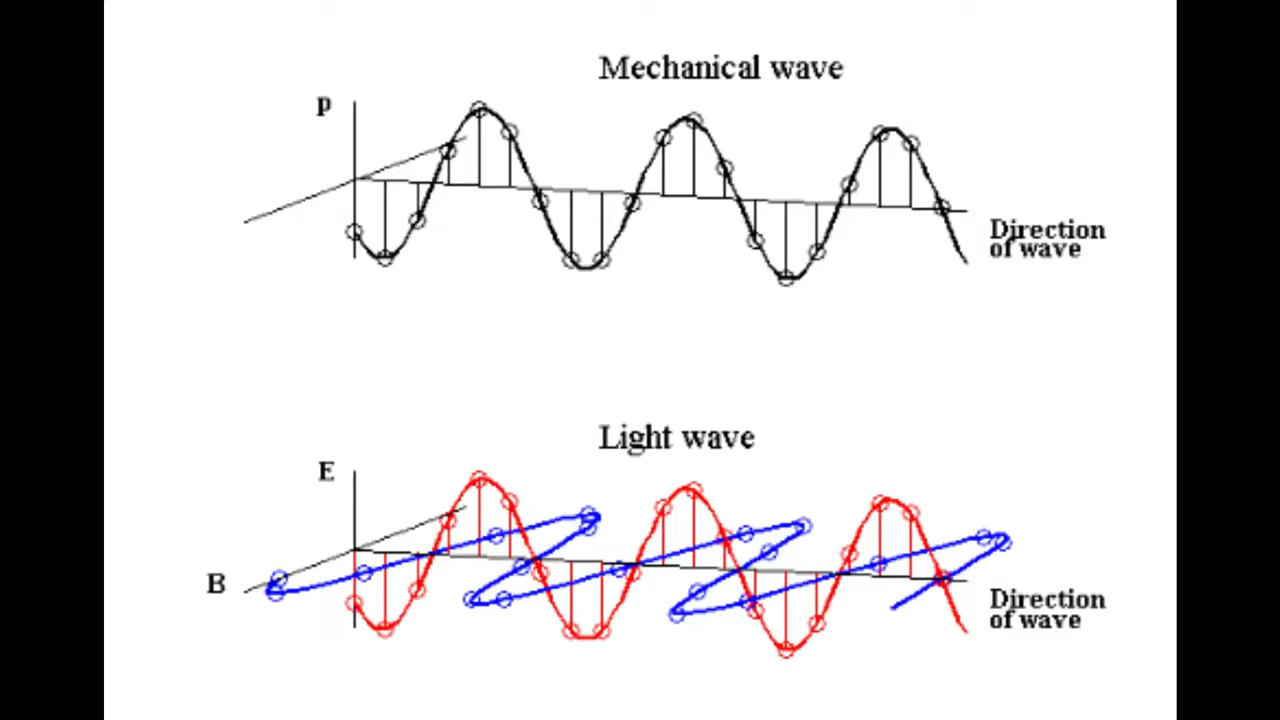 Mechanical wave
p
Direction
of wave
Light wave
E
B
Direction
of wave